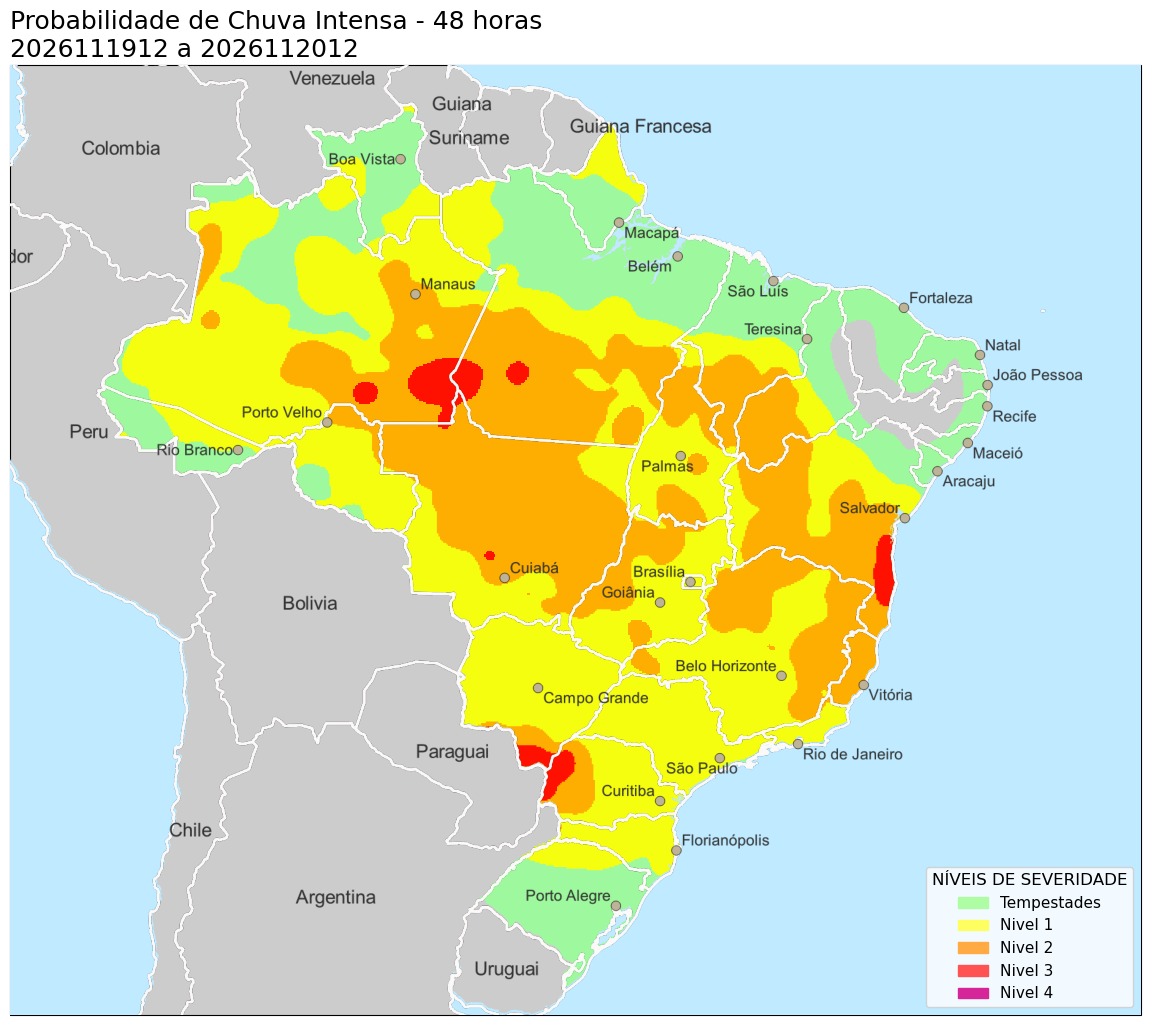 Probabilidade de Chuva Intensa - 48 horas
2026111912 a 2026112012
Venezuela
Guiana
Guiana Francesa
Suriname
Colombia
Boa Vista
Macapá
dor
Belém
Manaus
São Luís
Fortaleza
Teresina
Natal
João Pessoa
Porto Velho
Recife
Peru
Rio Branco
Maceió
Palmas
Aracaju
Salvador
Cuiabá
Brasília
Goiânia
Bolivia
Belo Horizonte
Campo Grande
Vitória
Paraguai
Rio de Janeiro
São Paulo
Curitiba
Chile
Florianópolis
Argentina
Porto Alegre
Uruguai
NÍVEIS DE SEVERIDADE
Tempestades
Nivel 1
Nivel 2
Nivel 3
Nivel 4